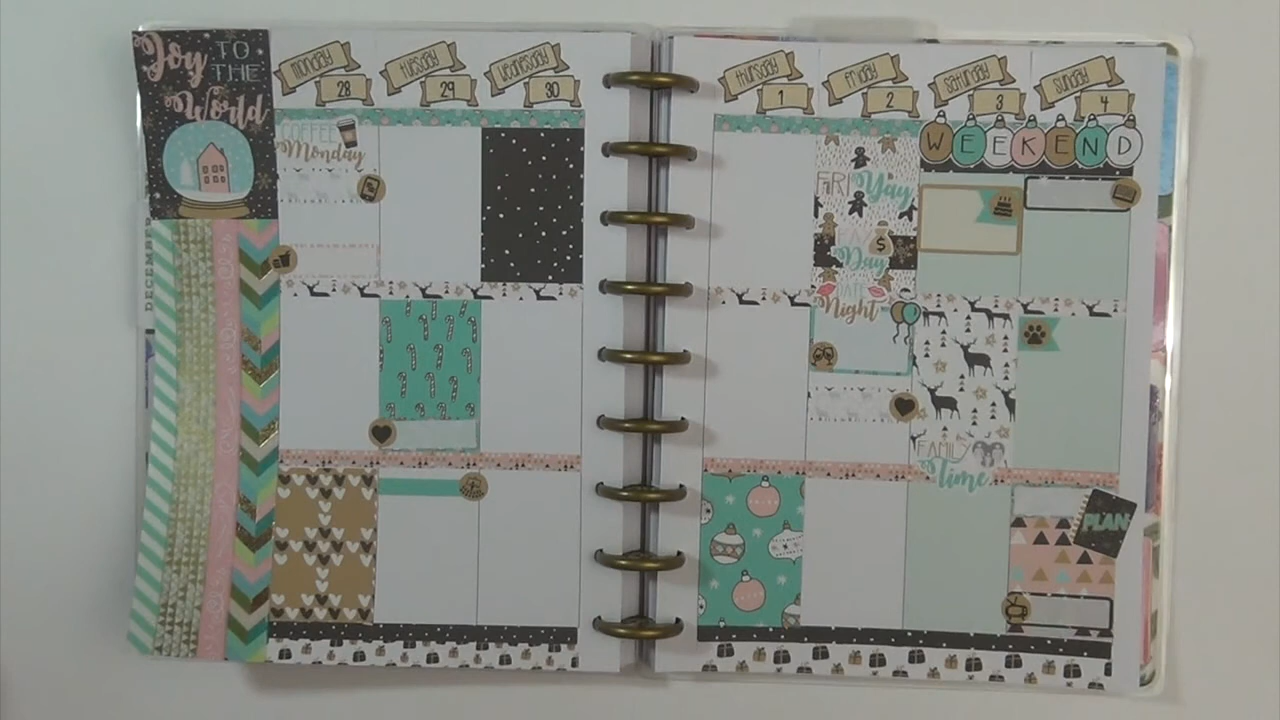 Joy TO
THE
World
DECEMBER
monday
28
tuesday
29
wednesday
30
COFFEE
Monday
thursday
1
friday
2
saturday
3
sunday
4
WEEKEND
FRI Yay
Day
$
DATE
Night
FAMILY
Time
PLAN